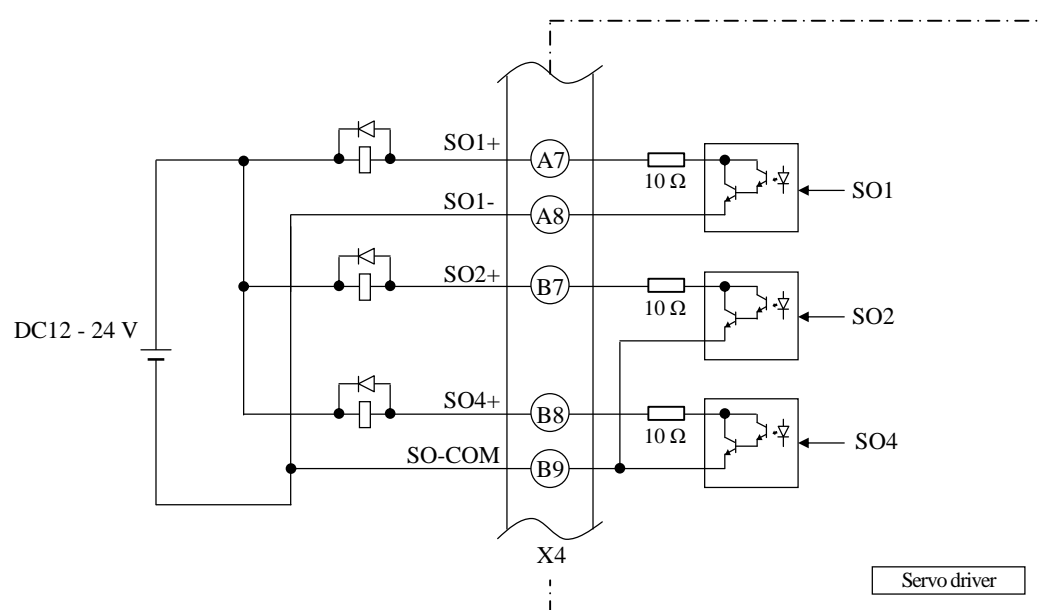 SO1+
A7
10 Ω
SO1
SO1-
A8
SO2+
B7
10 Ω
SO2
DC12 - 24 V
SO4+
B8
10 Ω
SO4
SO-COM
B9
X4
Servo driver